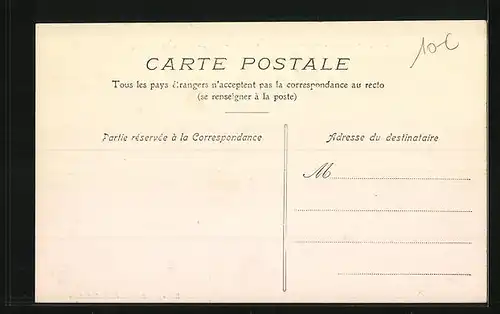 10€
CARTE POSTALE
Tous les pays étrangers n'acceptent pas la correspondance au recto
(se renseigner à la poste)
Partie réservée à la Correspondance
Adresse du destinataire
M